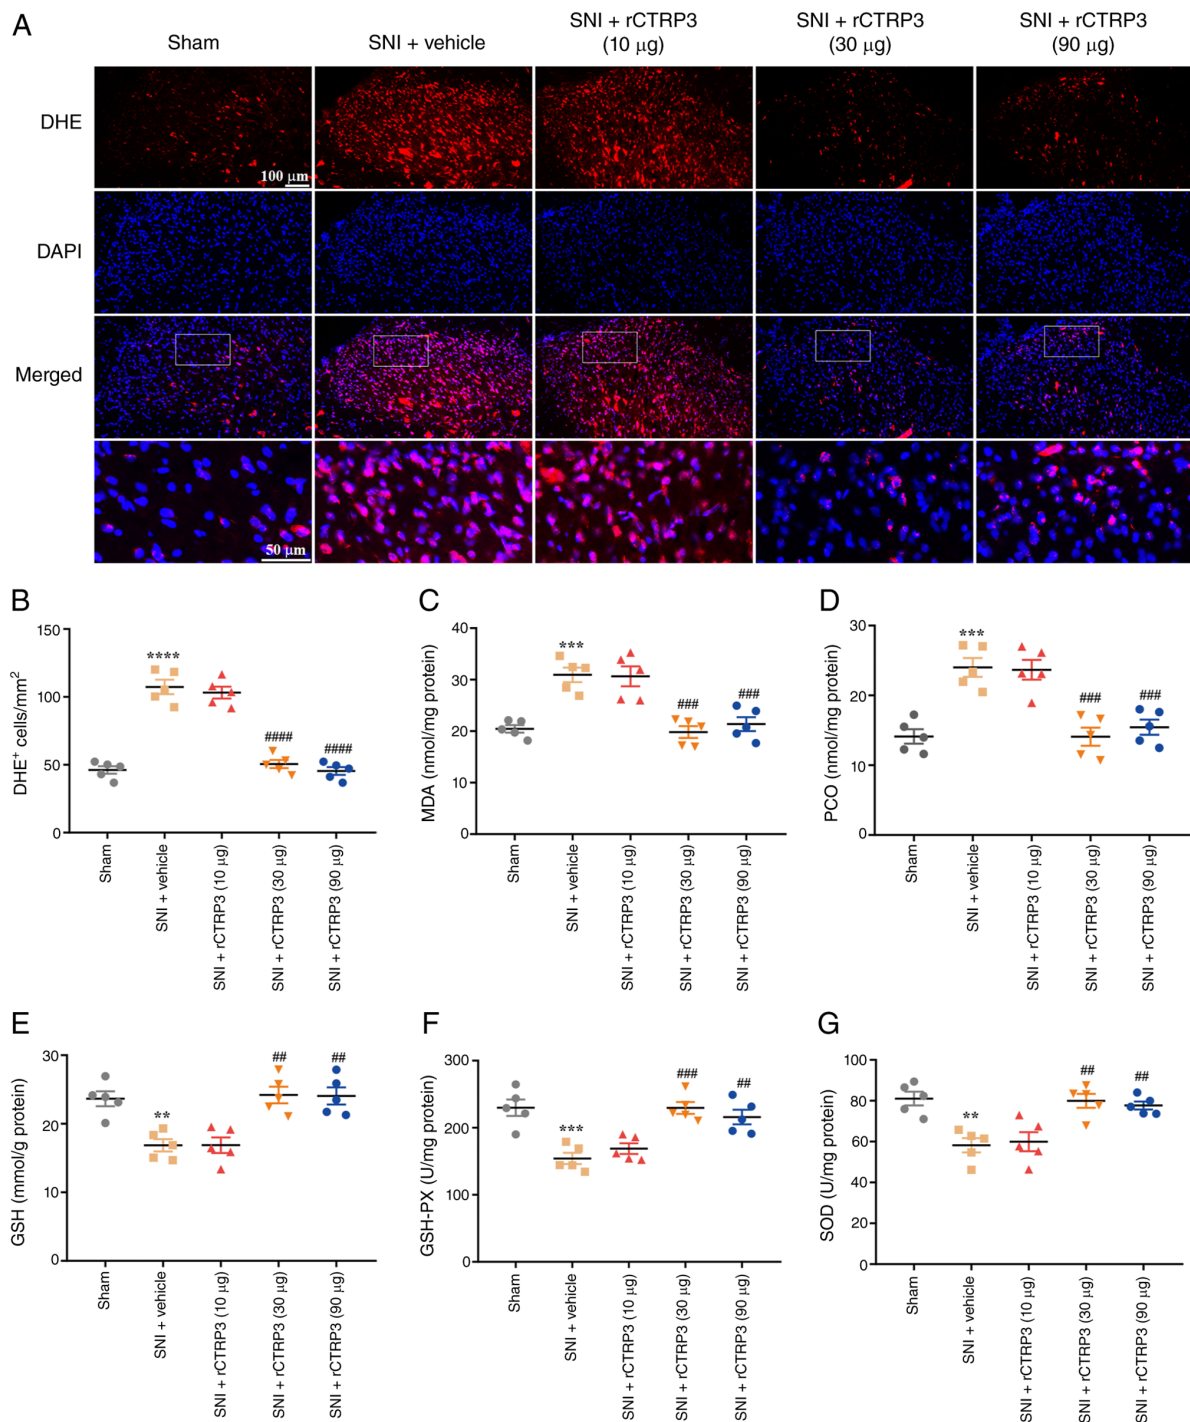 A
Sham
SNI + vehicle
SNI + rCTRP3
(10 μg)
SNI + rCTRP3
(30 μg)
SNI + rCTRP3
(90 μg)
DHE
100 μm
DAPI
Merged
50 μm
B
DHE+ cells/mm2
150
100
50
0
****
####
####
Sham
SNI + vehicle
SNI + rCTRP3 (10 μg)
SNI + rCTRP3 (30 μg)
SNI + rCTRP3 (90 μg)
C
MDA (nmol/mg protein)
40
30
20
10
0
***
###
###
Sham
SNI + vehicle
SNI + rCTRP3 (10 μg)
SNI + rCTRP3 (30 μg)
SNI + rCTRP3 (90 μg)
D
PCO (nmol/mg protein)
30
20
10
0
***
###
###
Sham
SNI + vehicle
SNI + rCTRP3 (10 μg)
SNI + rCTRP3 (30 μg)
SNI + rCTRP3 (90 μg)
E
GSH (mmol/g protein)
30
20
10
0
**
##
##
Sham
SNI + vehicle
SNI + rCTRP3 (10 μg)
SNI + rCTRP3 (30 μg)
SNI + rCTRP3 (90 μg)
F
GSH-PX (U/mg protein)
300
200
100
0
***
###
##
Sham
SNI + vehicle
SNI + rCTRP3 (10 μg)
SNI + rCTRP3 (30 μg)
SNI + rCTRP3 (90 μg)
G
SOD (U/mg protein)
100
80
60
40
20
0
**
##
##
Sham
SNI + vehicle
SNI + rCTRP3 (10 μg)
SNI + rCTRP3 (30 μg)
SNI + rCTRP3 (90 μg)